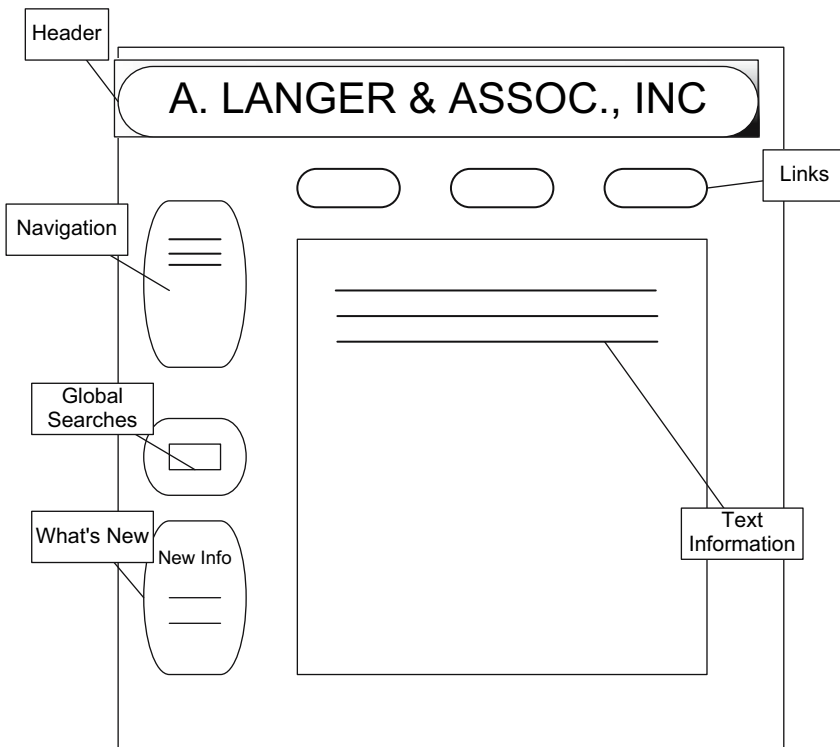 Header
A. LANGER & ASSOC., INC
Links
Navigation
Global
Searches
What's New
New Info
Text
Information